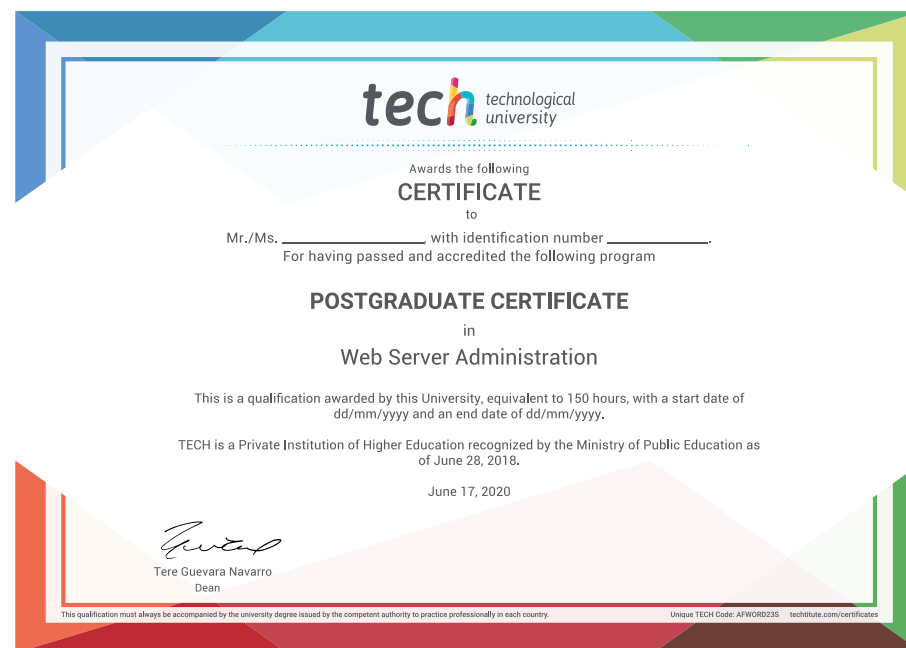 tech technological
university
Awards the following
CERTIFICATE
to
Mr./Ms. ____________________, with identification number ______________.
For having passed and accredited the following program
POSTGRADUATE CERTIFICATE
in
Web Server Administration
This is a qualification awarded by this University, equivalent to 150 hours, with a start date of
dd/mm/yyyy and an end date of dd/mm/yyyy.
TECH is a Private Institution of Higher Education recognized by the Ministry of Public Education as
of June 28, 2018.
June 17, 2020
Tere Guevara Navarro
Dean
This qualification must always be accompanied by the university degree issued by the competent authority to practice professionally in each country. Unique TECH Code: AFWORD23S techtitute.com/certificates